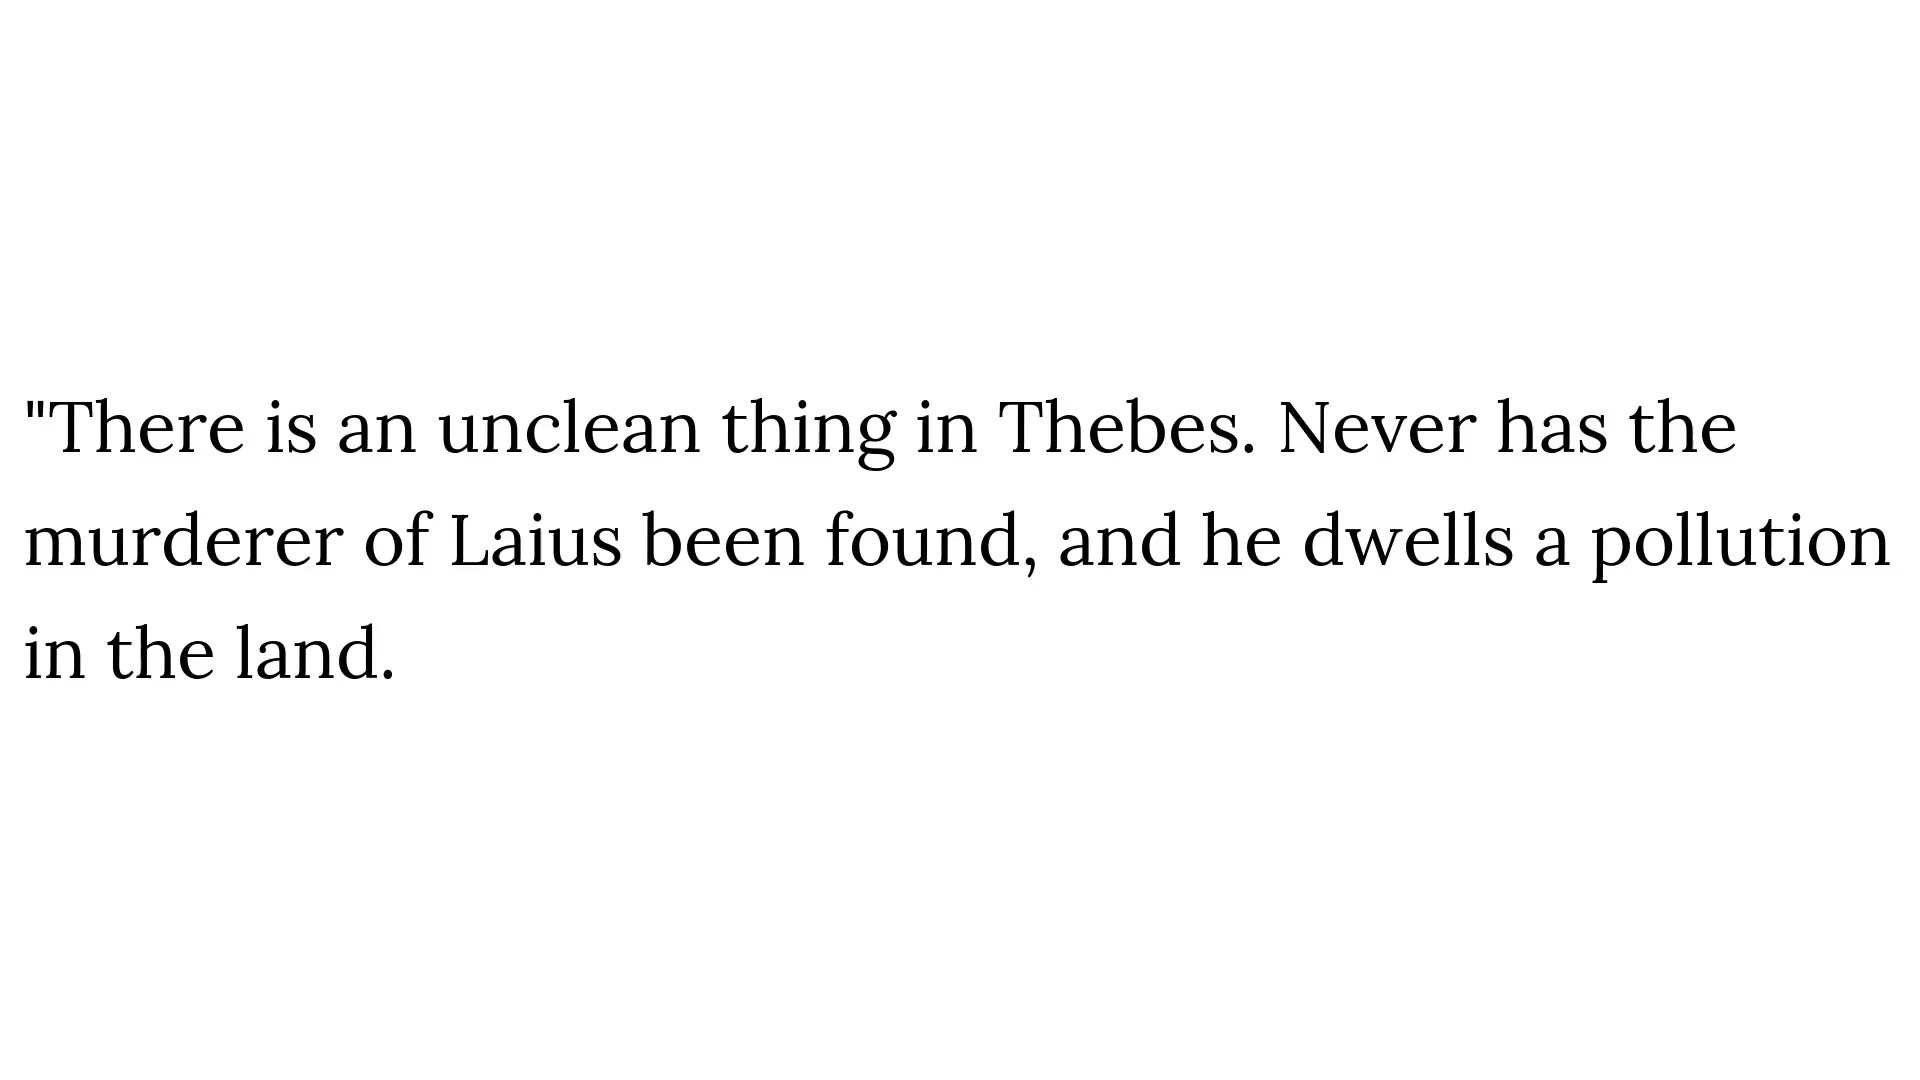 "There is an unclean thing in Thebes. Never has the
murderer of Laius been found, and he dwells a pollution
in the land.